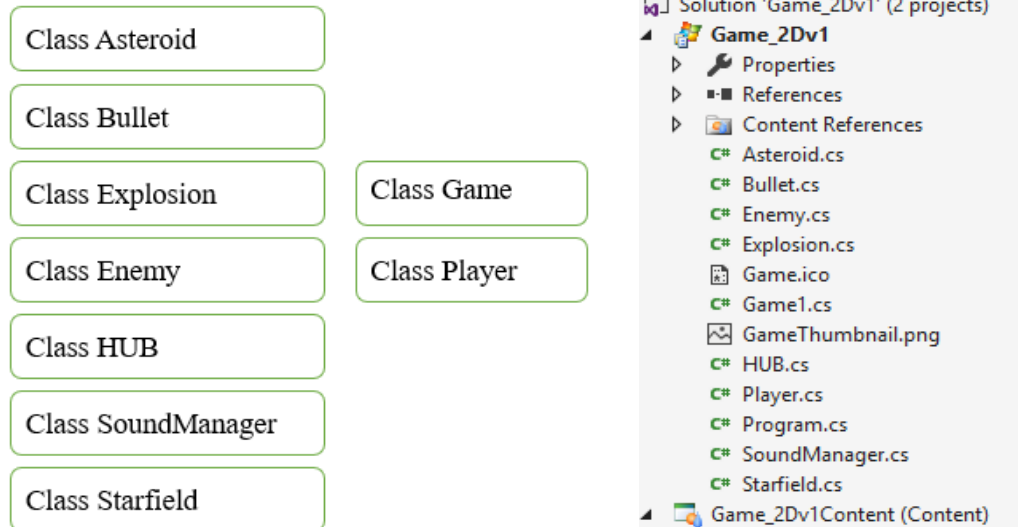 Class Asteroid
Class Bullet
Class Explosion
Class Enemy
Class HUB
Class SoundManager
Class Starfield
Class Game
Class Player
Solution 'Game_2Dv1' (2 projects)
Game_2Dv1
Properties
References
Content References
C# Asteroid.cs
C# Bullet.cs
C# Enemy.cs
C# Explosion.cs
Game.ico
C# Game1.cs
GameThumbnail.png
C# HUB.cs
C# Player.cs
C# Program.cs
C# SoundManager.cs
C# Starfield.cs
Game_2Dv1Content (Content)